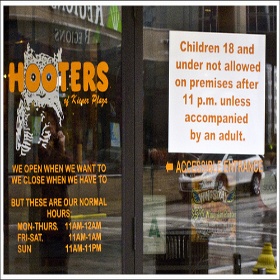 REGIONS
HOOTERS
of Kiener Plaza
WE OPEN WHEN WE WANT TO
WE CLOSE WHEN WE HAVE TO
BUT THESE ARE OUR NORMAL
HOURS:
MON-THURS, 11AM-12AM
FRI-SAT, 11AM-1AM
SUN 11AM-11PM
Children 18 and
under not allowed
on premises after
11 p.m. unless
accompanied
by an adult.
ACCESSIBLE ENTRANCE